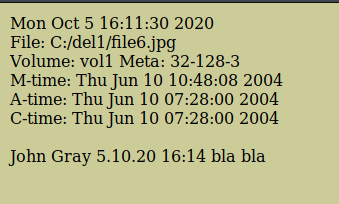 Mon Oct 5 16:11:30 2020
File: C:/del1/file6.jpg
Volume: vol1 Meta: 32-128-3
M-time: Thu Jun 10 10:48:08 2004
A-time: Thu Jun 10 07:28:00 2004
C-time: Thu Jun 10 07:28:00 2004
John Gray 5.10.20 16:14 bla bla